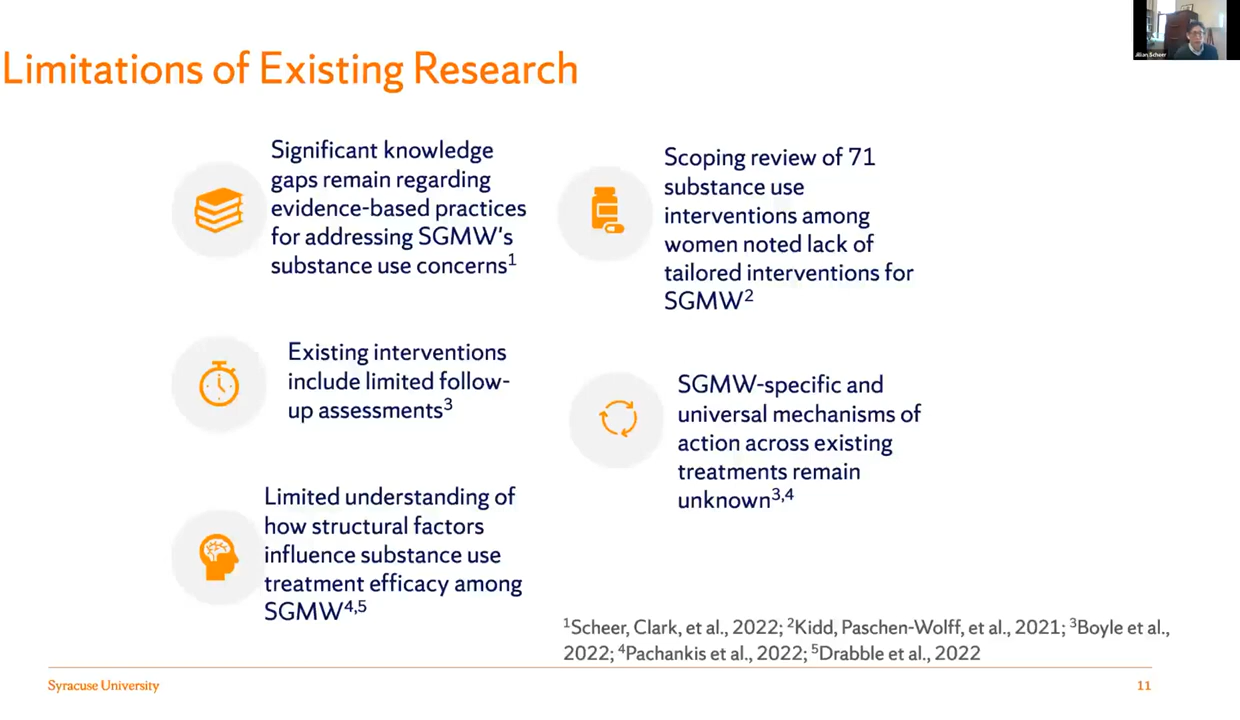 Limitations of Existing Research
Significant knowledge
gaps remain regarding
evidence-based practices
for addressing SGMW's
substance use concerns¹
Existing interventions
include limited follow-
up assessments³
Limited understanding of
how structural factors
influence substance use
treatment efficacy among
SGMW⁴,⁵
Scoping review of 71
substance use
interventions among
women noted lack of
tailored interventions for
SGMW²
SGMW-specific and
universal mechanisms of
action across existing
treatments remain
unknown³,⁴
¹Scheer, Clark, et al., 2022; ²Kidd, Paschen-Wolff, et al., 2021; ³Boyle et al.,
2022; ⁴Pachankis et al., 2022; ⁵Drabble et al., 2022
Syracuse University
11